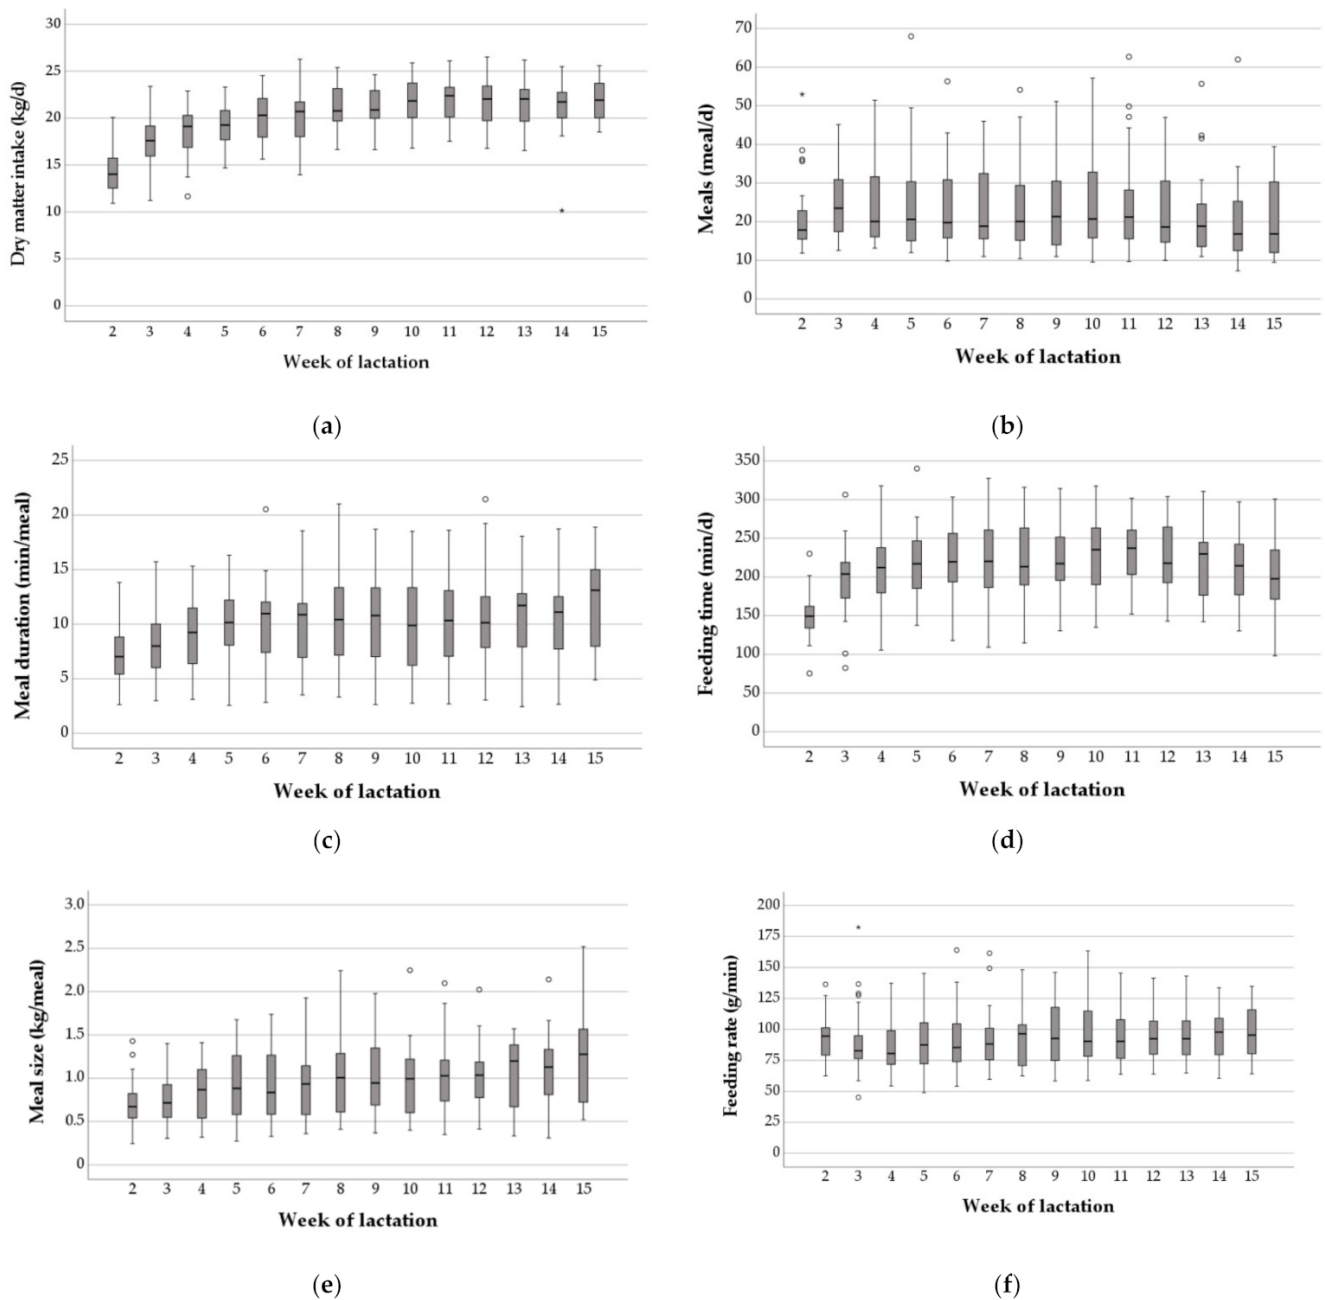 Dry matter intake (kg/d)
30
25
20
15
10
5
0
2 3 4 5 6 7 8 9 10 11 12 13 14 15
Week of lactation
(a)
Meals (meal/d)
70
60
50
40
30
20
10
0
2 3 4 5 6 7 8 9 10 11 12 13 14 15
Week of lactation
(b)
Meal duration (min/meal)
25
20
15
10
5
0
2 3 4 5 6 7 8 9 10 11 12 13 14 15
Week of lactation
(c)
Feeding time (min/d)
350
300
250
200
150
100
50
0
2 3 4 5 6 7 8 9 10 11 12 13 14 15
Week of lactation
(d)
Meal size (kg/meal)
3.0
2.5
2.0
1.5
1.0
0.5
0
2 3 4 5 6 7 8 9 10 11 12 13 14 15
Week of lactation
(e)
Feeding rate (g/min)
200
175
150
125
100
75
50
25
0
2 3 4 5 6 7 8 9 10 11 12 13 14 15
Week of lactation
(f)